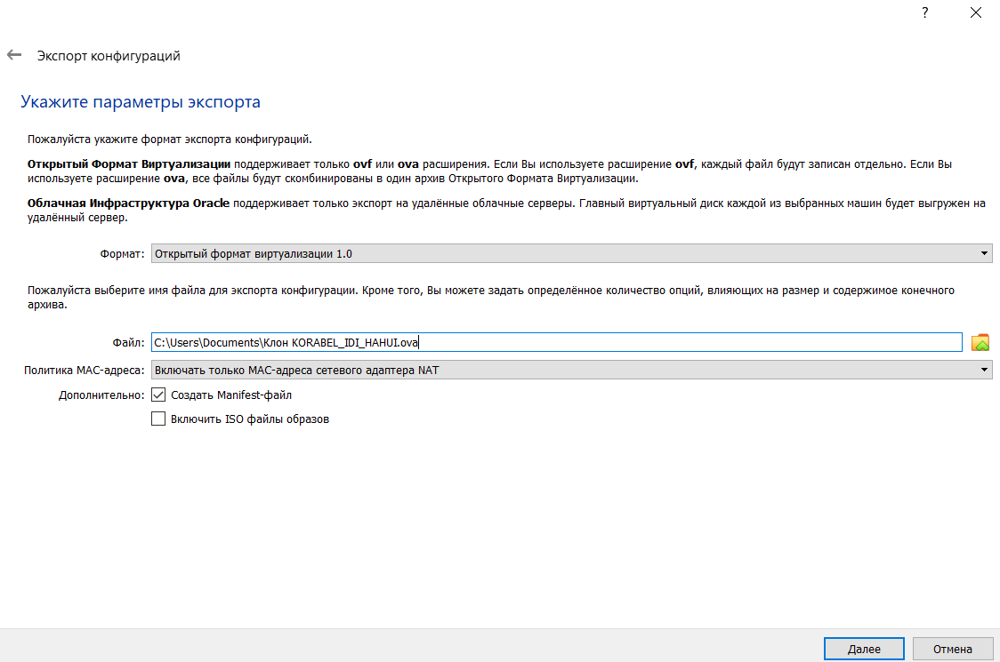 ?
Экспорт конфигураций
Укажите параметры экспорта
Пожалуйста укажите формат экспорта конфигураций.
Открытый Формат Виртуализации поддерживает только ovf или ova расширения. Если Вы используете расширение ovf, каждый файл будут записан отдельно. Если Вы
используете расширение ova, все файлы будут скомбинированы в один архив Открытого Формата Виртуализации.
Облачная Инфраструктура Oracle поддерживает только экспорт на удалённые облачные серверы. Главный виртуальный диск каждой из выбранных машин будет выгружен на
удалённый сервер.
Формат: Открытый формат виртуализации 1.0
Пожалуйста выберите имя файла для экспорта конфигурации. Кроме того, Вы можете задать определённое количество опций, влияющих на размер и содержимое конечного
архива.
Файл: C:\Users\Documents\Клон KORABEL_IDI_HAHUI.ova
Политика MAC-адреса: Включать только MAC-адреса сетевого адаптера NAT
Дополнительно: Создать Manifest-файл
Включить ISO файлы образов
Далее Отмена